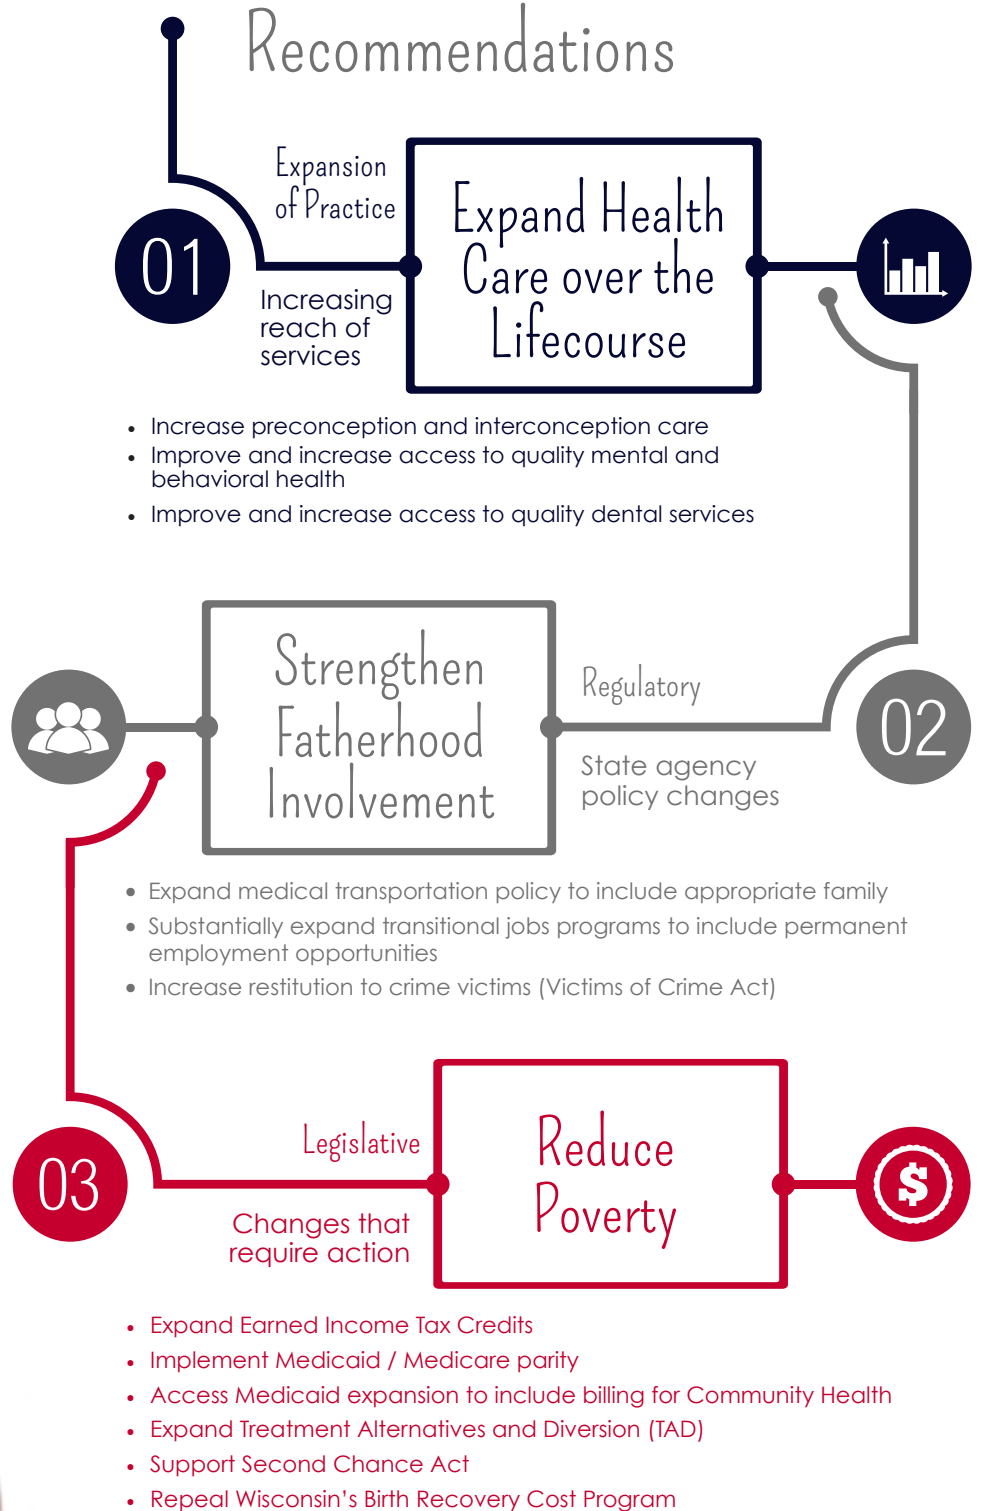 Recommendations
Expansion
of Practice
01
Increasing
reach of
services
Expand Health
Care over the
Lifecourse
• Increase preconception and interconception care
• Improve and increase access to quality mental and
behavioral health
• Improve and increase access to quality dental services
Strengthen
Fatherhood
Involvement
Regulatory
02
State agency
policy changes
• Expand medical transportation policy to include appropriate family
• Substantially expand transitional jobs programs to include permanent
employment opportunities
• Increase restitution to crime victims (Victims of Crime Act)
03
Legislative
Changes that
require action
Reduce
Poverty
$
• Expand Earned Income Tax Credits
• Implement Medicaid / Medicare parity
• Access Medicaid expansion to include billing for Community Health
• Expand Treatment Alternatives and Diversion (TAD)
• Support Second Chance Act
• Repeal Wisconsin's Birth Recovery Cost Program